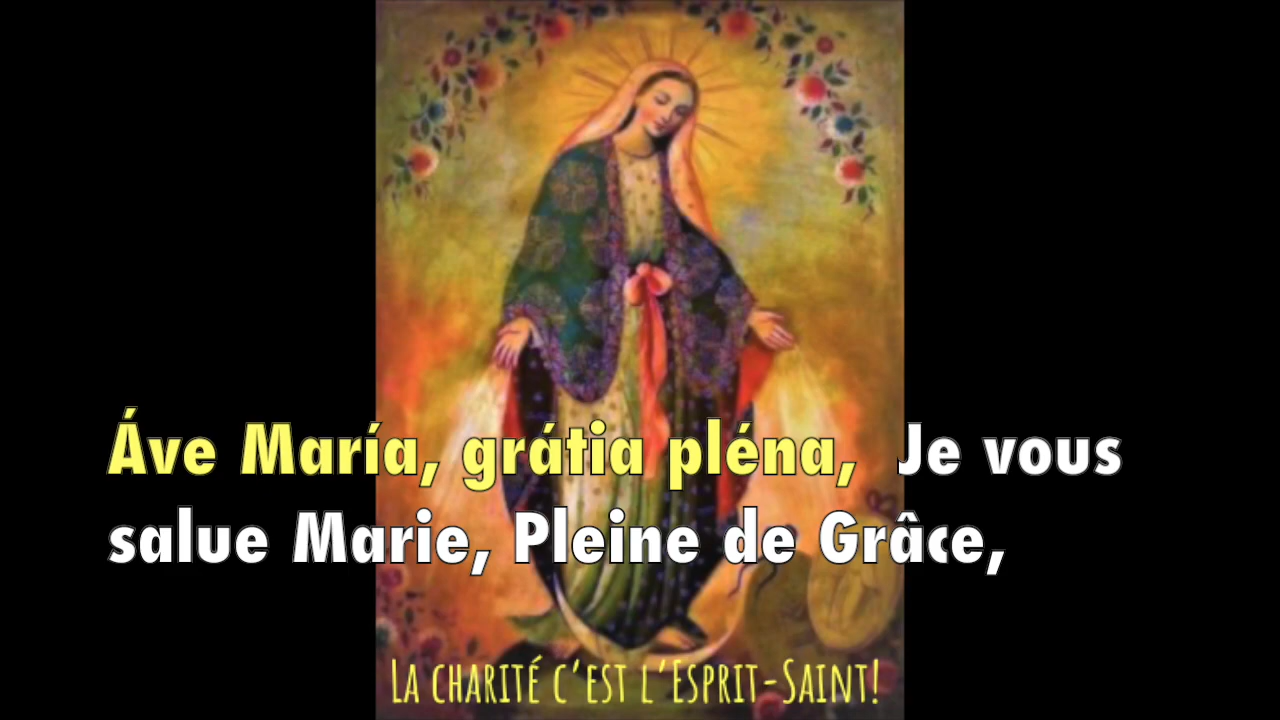 Áve María, grátia pléna, Je vous
salue Marie, Pleine de Grâce,
La charité c'est l'Esprit-Saint!